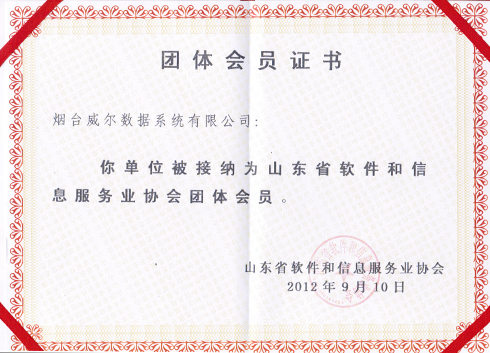 团体会员证书
烟台威尔数据系统有限公司:
你单位被接纳为山东省软件和信
息服务业协会团体会员。
山东省软件和信息服务业协会
2012年9月10日